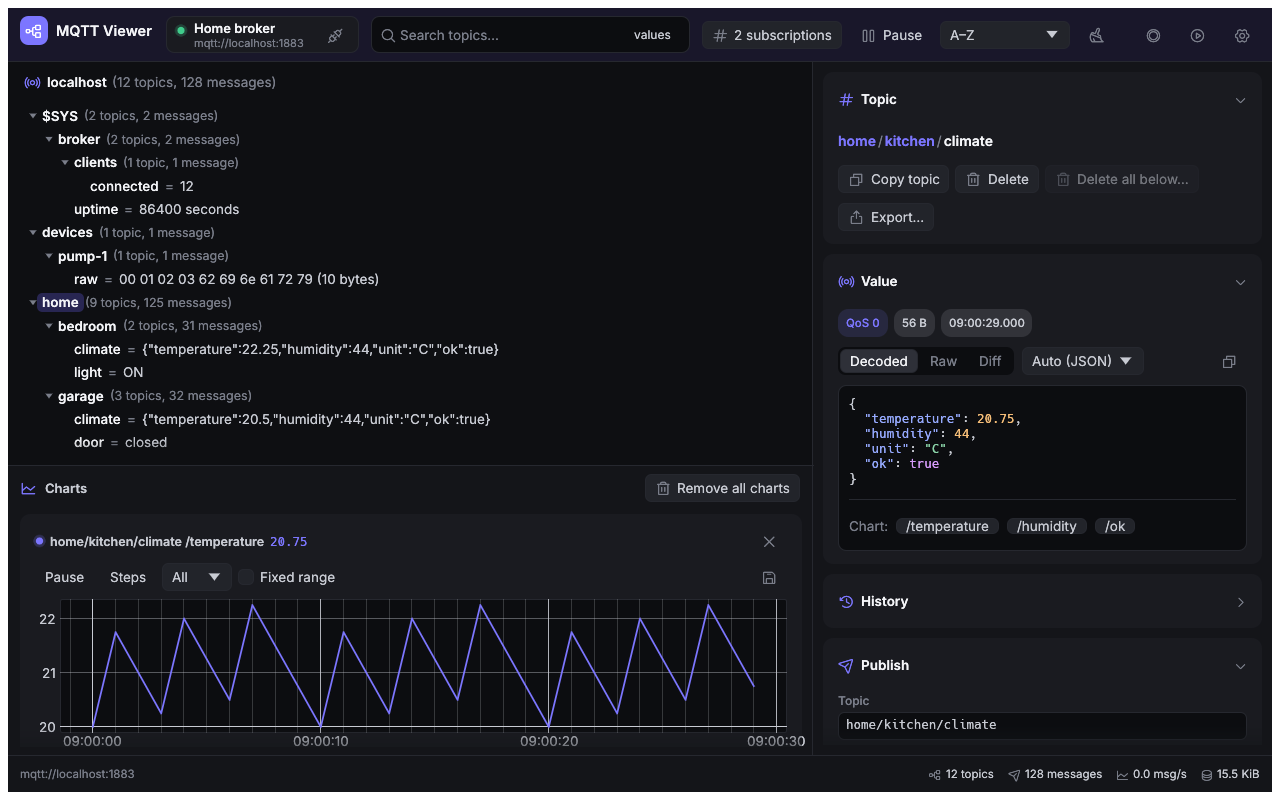 MQTT Viewer
Home broker
mqtt://localhost:1883
Search topics...
values
2 subscriptions
Pause
A–Z
localhost (12 topics, 128 messages)
$SYS (2 topics, 2 messages)
broker (2 topics, 2 messages)
clients (1 topic, 1 message)
connected = 12
uptime = 86400 seconds
devices (1 topic, 1 message)
pump-1 (1 topic, 1 message)
raw = 00 01 02 03 62 69 6e 61 72 79 (10 bytes)
home (9 topics, 125 messages)
bedroom (2 topics, 31 messages)
climate = {"temperature":22.25,"humidity":44,"unit":"C","ok":true}
light = ON
garage (3 topics, 32 messages)
climate = {"temperature":20.5,"humidity":44,"unit":"C","ok":true}
door = closed
Charts
Remove all charts
home/kitchen/climate /temperature 20.75
Pause Steps All Fixed range
22
21
20
09:00:00 09:00:10 09:00:20 09:00:30
Topic
home/kitchen/climate
Copy topic Delete Delete all below...
Export...
Value
QoS 0 56 B 09:00:29.000
Decoded Raw Diff Auto (JSON)
{
"temperature": 20.75,
"humidity": 44,
"unit": "C",
"ok": true
}
Chart: /temperature /humidity /ok
History
Publish
Topic
home/kitchen/climate
mqtt://localhost:1883
12 topics 128 messages 0.0 msg/s 15.5 KiB